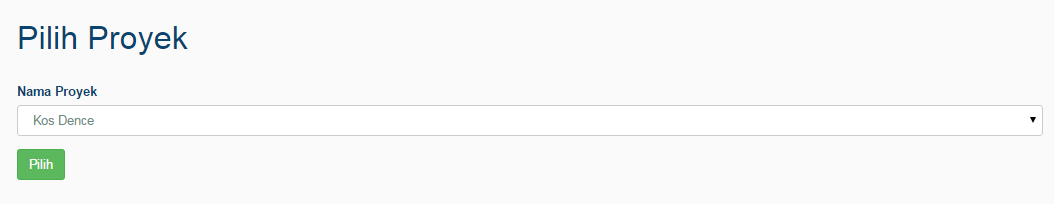 Pilih Proyek
Nama Proyek
Kos Dence
Pilih